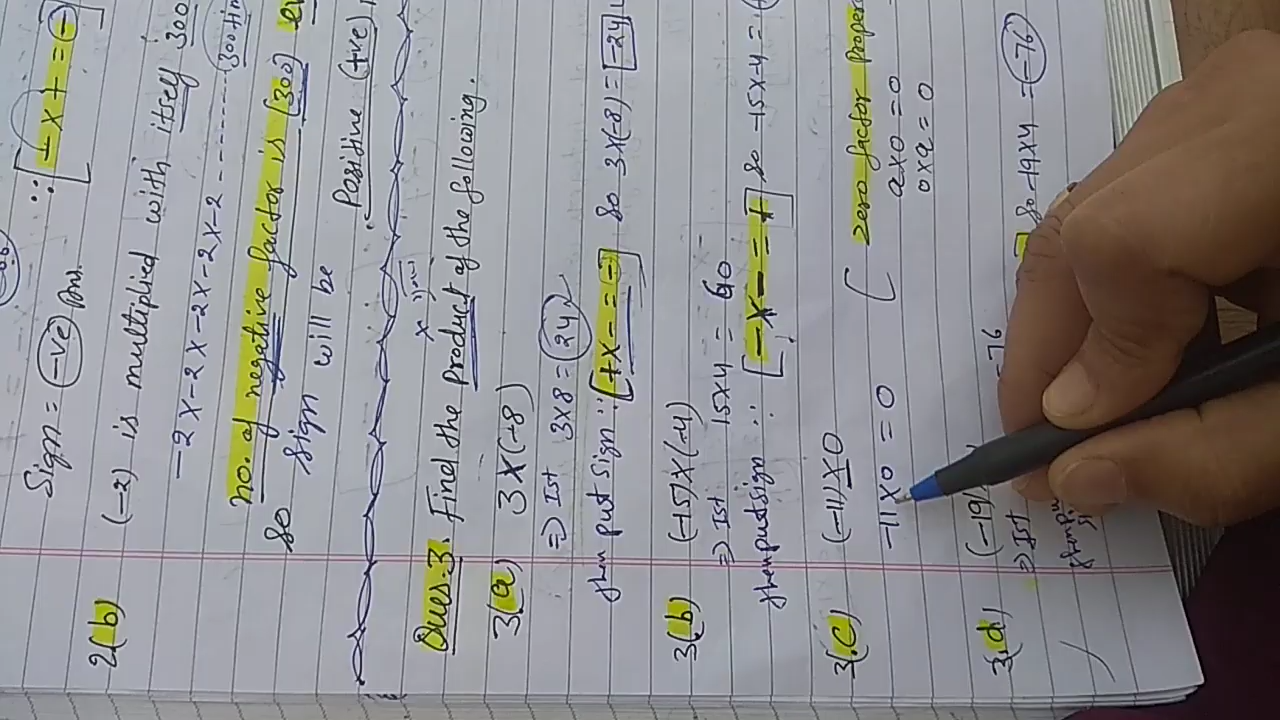 Sign = -ve Ans. ∵ [- x + = -]
2(b) (-2) is multiplied with itself 300
-2 x -2 x -2 x -2 x -2 ........ 300
no. of negative factor is (300)
So Sign will be Positive (+ve)
Ques. 3. Find the product of the following.
3(a) 3 x (-8)
=> Ist 3x8 = 24
then put sign ∵ [+ x - = -] So 3x(-8) = -24
3(b) (-15) x (-4)
=> Ist 15x4 = 60
then put sign ∵ [- x - = +] So -15x-4 =
3(c) (-11) x 0
-11 x 0 = 0 [ zero factor
a x 0 = 0
0 x a = 0
3(d) (-19)
=> Ist 76
So -19x4 = -76